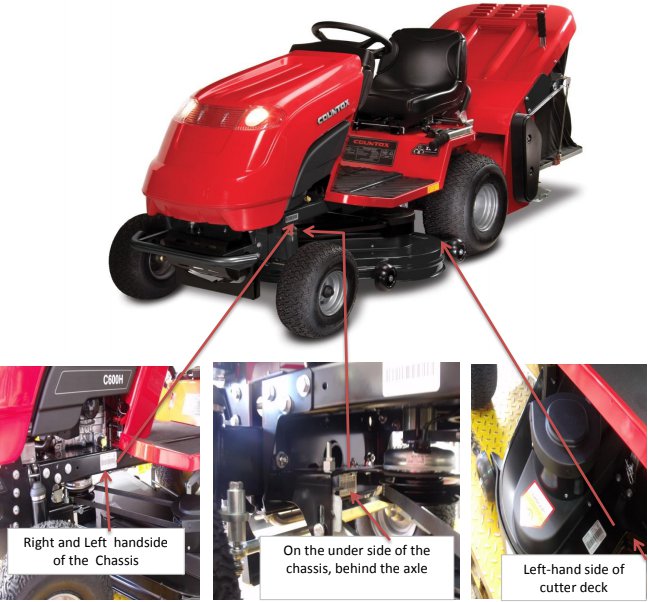 COUNTAX
COUNTAX
C600H
Right and Left handside
of the Chassis
On the under side of the
chassis, behind the axle
Left-hand side of
cutter deck